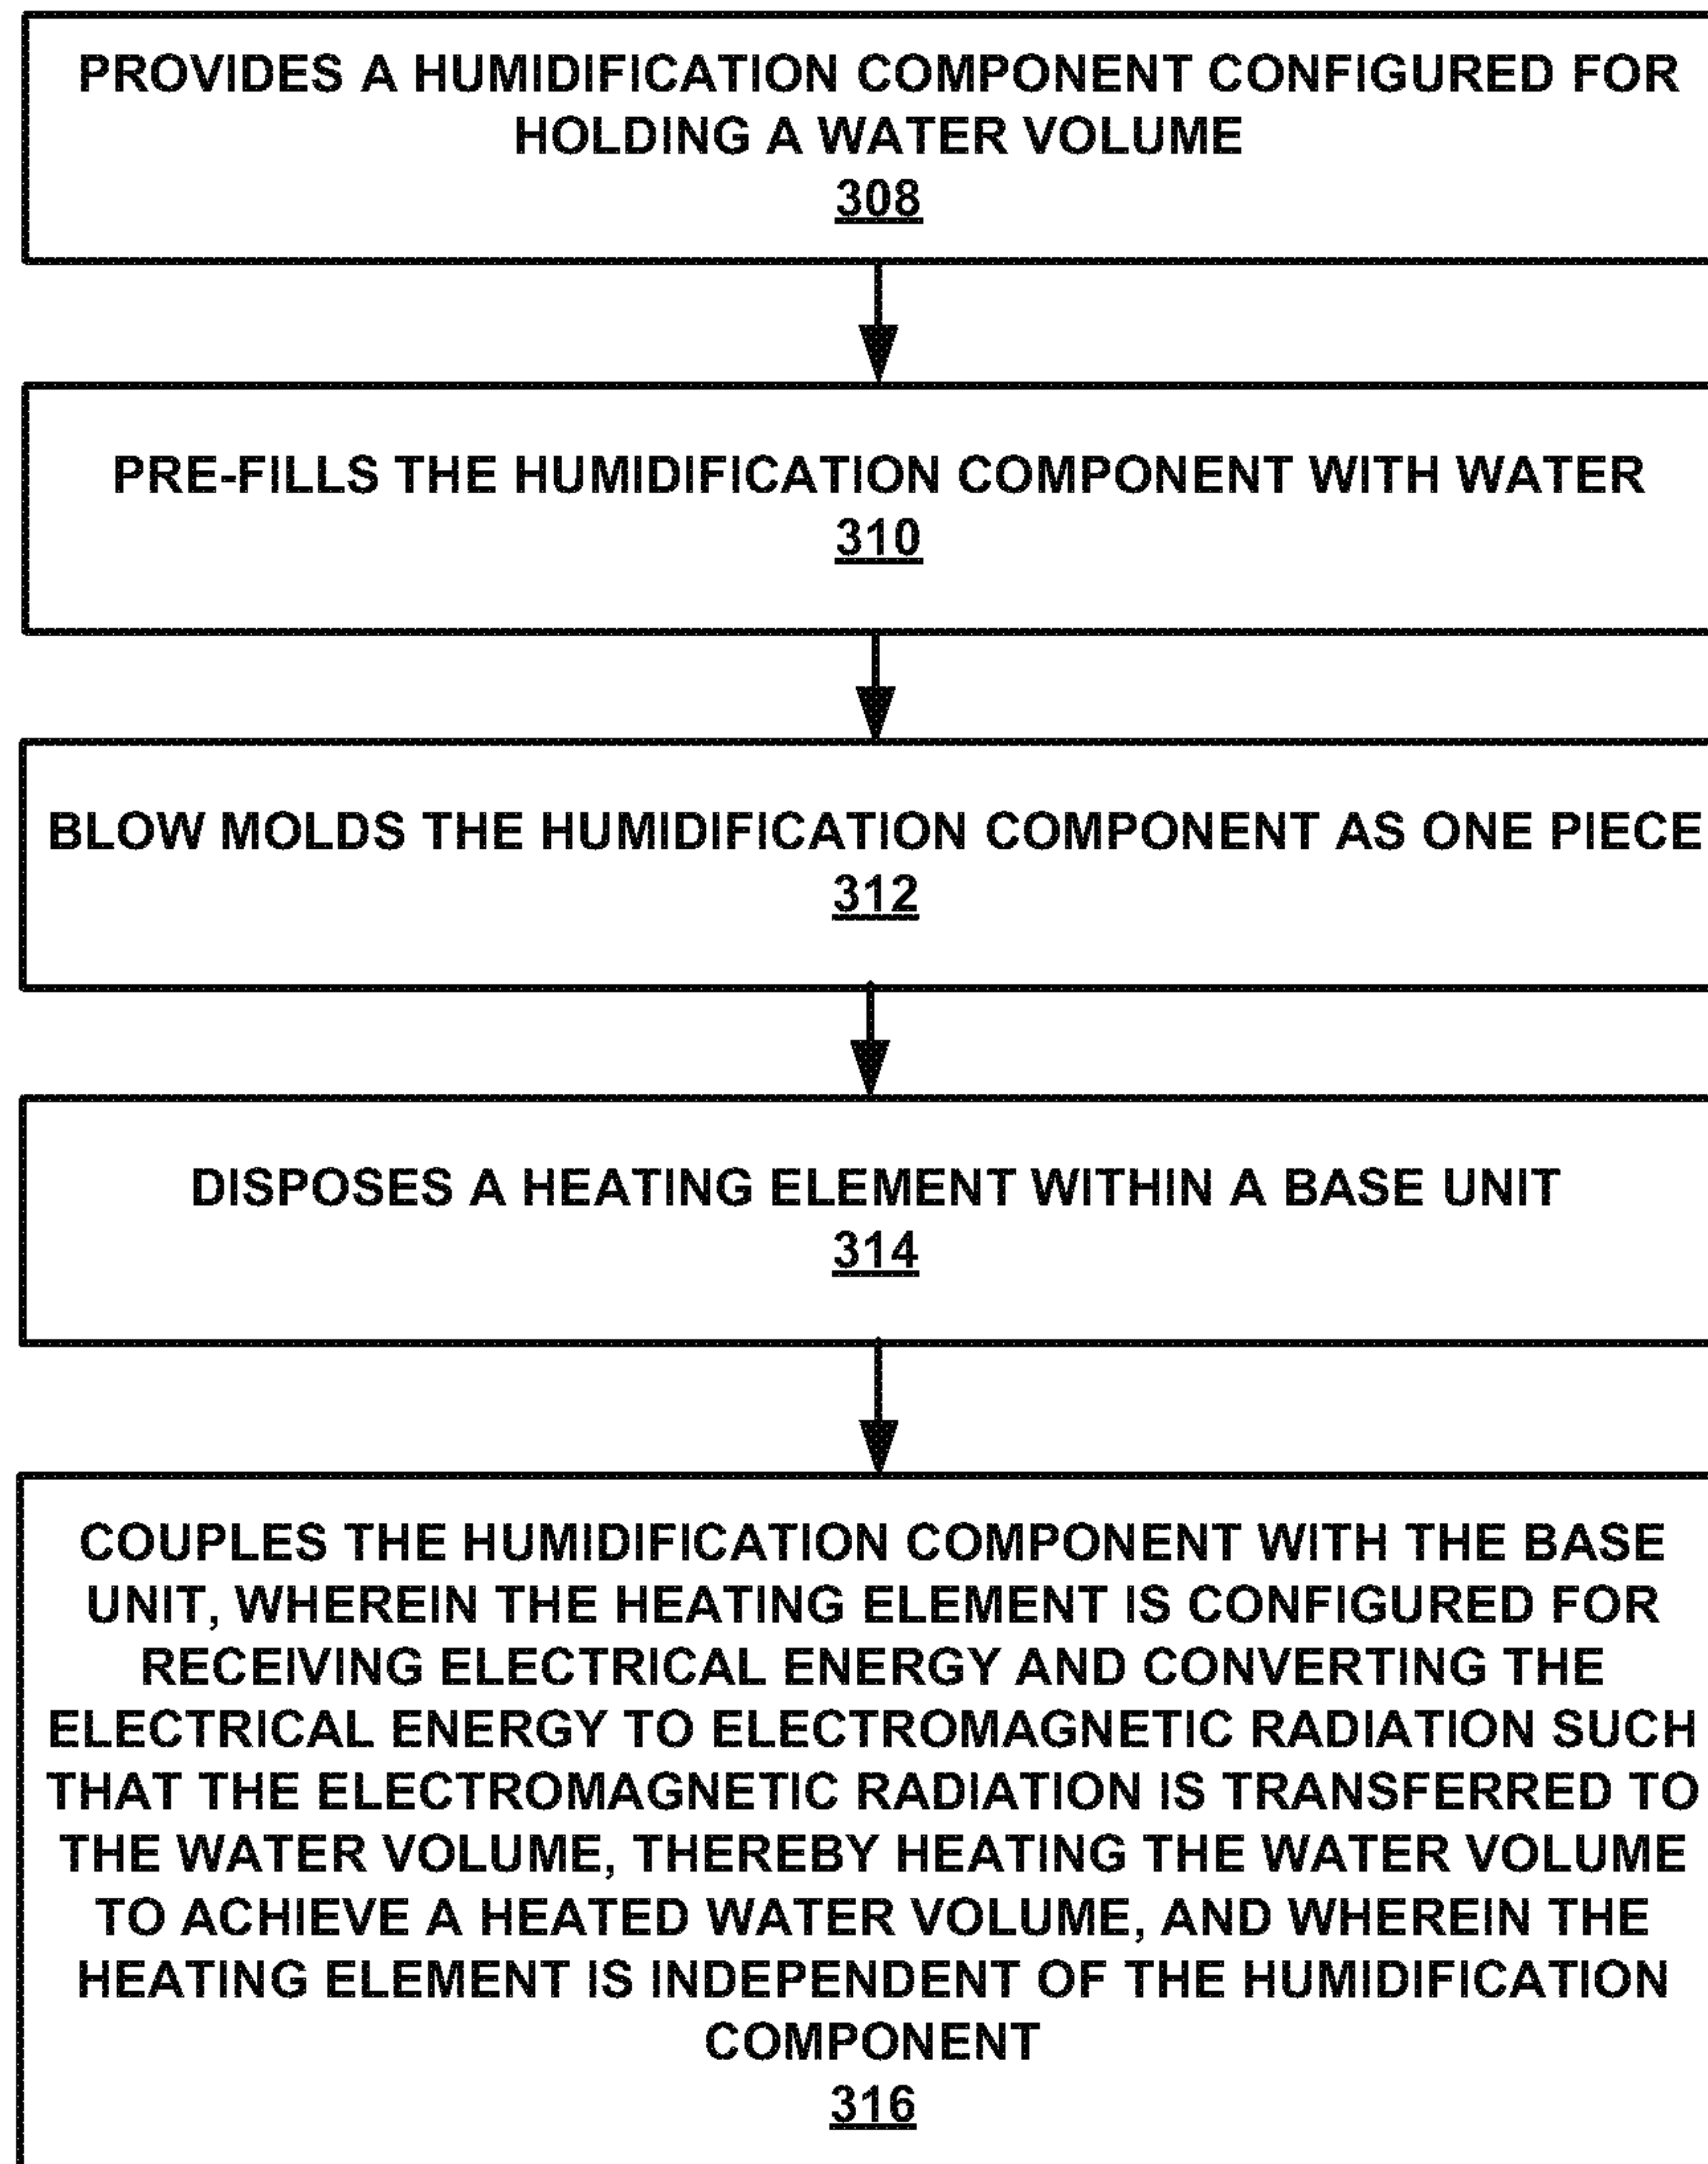 PROVIDES A HUMIDIFICATION COMPONENT CONFIGURED FOR
HOLDING A WATER VOLUME
308
PRE-FILLS THE HUMIDIFICATION COMPONENT WITH WATER
310
BLOW MOLDS THE HUMIDIFICATION COMPONENT AS ONE PIECE
312
DISPOSES A HEATING ELEMENT WITHIN A BASE UNIT
314
COUPLES THE HUMIDIFICATION COMPONENT WITH THE BASE
UNIT, WHEREIN THE HEATING ELEMENT IS CONFIGURED FOR
RECEIVING ELECTRICAL ENERGY AND CONVERTING THE
ELECTRICAL ENERGY TO ELECTROMAGNETIC RADIATION SUCH
THAT THE ELECTROMAGNETIC RADIATION IS TRANSFERRED TO
THE WATER VOLUME, THEREBY HEATING THE WATER VOLUME
TO ACHIEVE A HEATED WATER VOLUME, AND WHEREIN THE
HEATING ELEMENT IS INDEPENDENT OF THE HUMIDIFICATION
COMPONENT
316